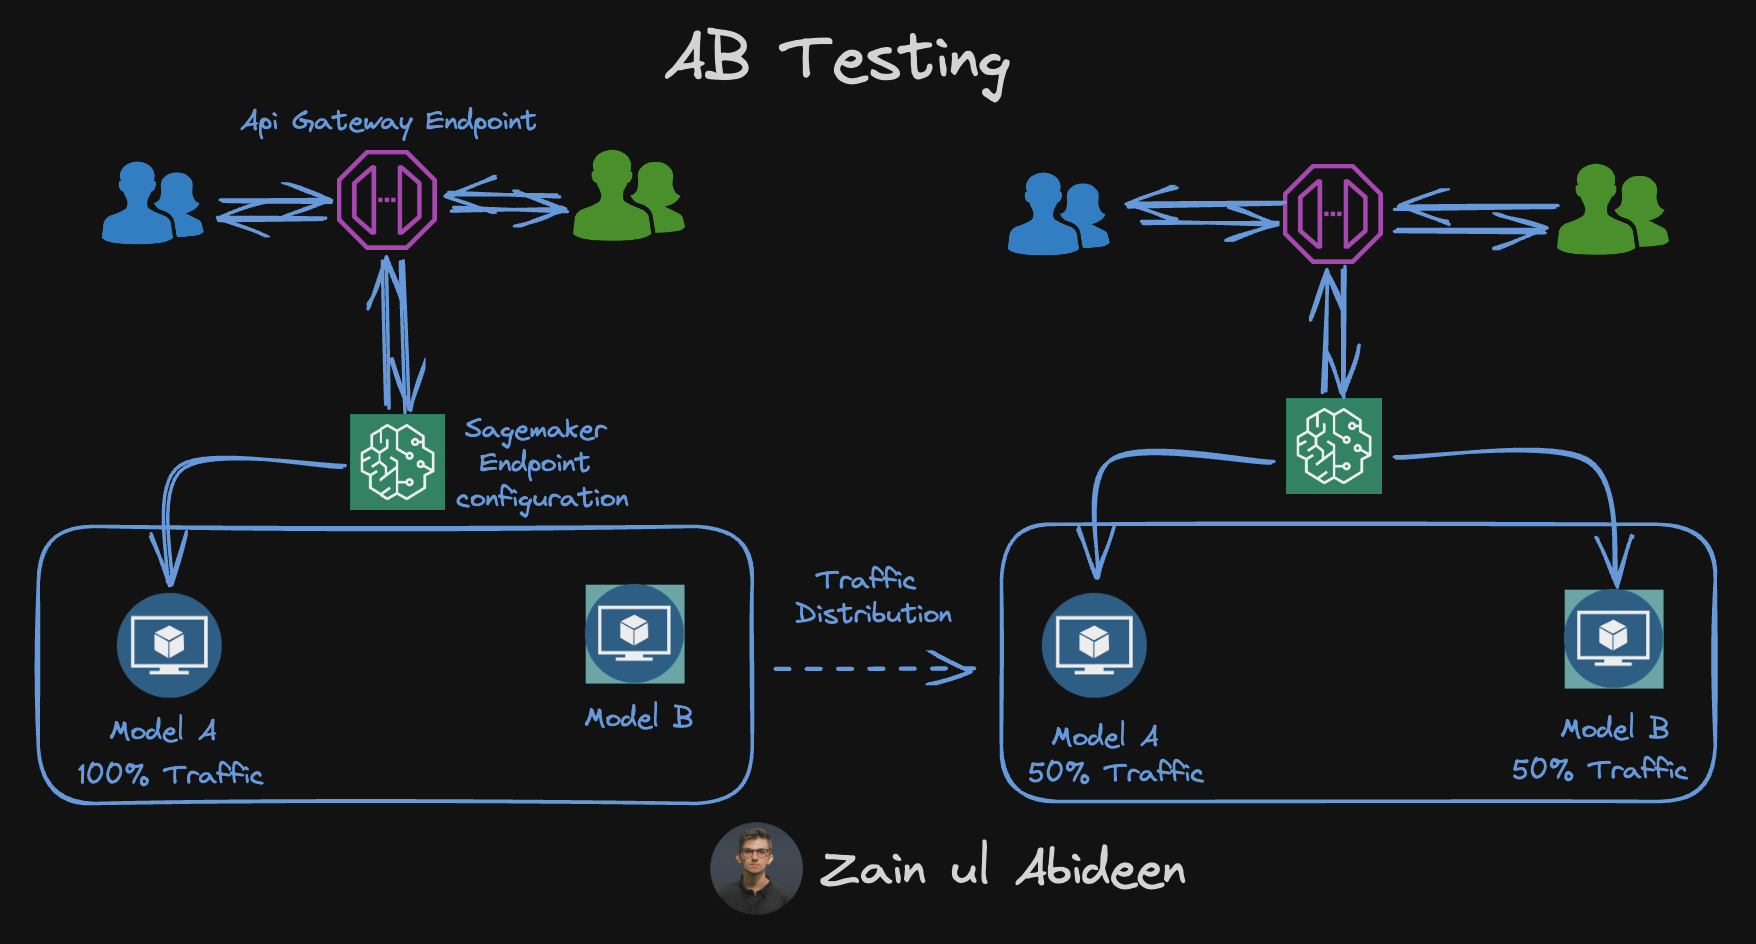 AB Testing
Api Gateway Endpoint
Sagemaker
Endpoint
configuration
Model A
100% Traffic
Model B
Traffic
Distribution
Model A
50% Traffic
Model B
50% Traffic
Zain ul Abideen